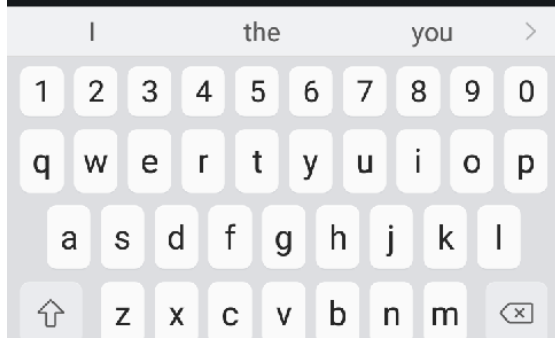 I the you
1 2 3 4 5 6 7 8 9 0
q w e r t y u i o p
a s d f g h j k l
z x c v b n m